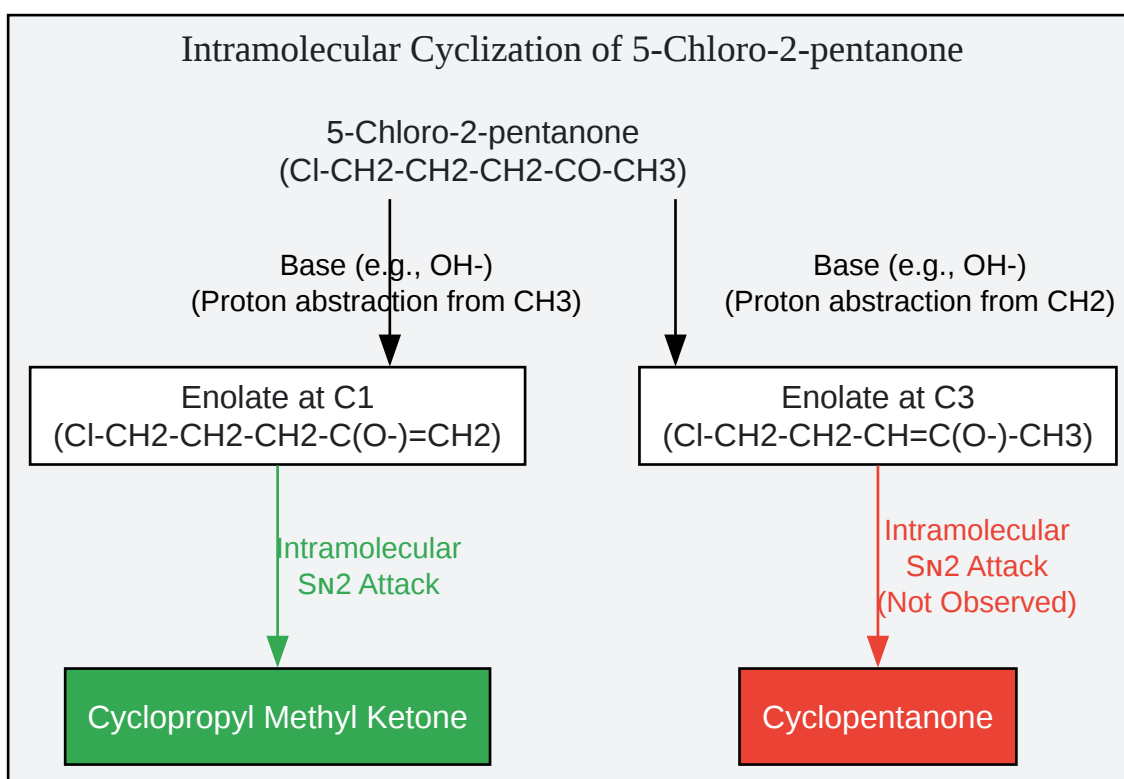 Intramolecular Cyclization of 5-Chloro-2-pentanone
5-Chloro-2-pentanone
(Cl-CH2-CH2-CH2-CO-CH3)
Base (e.g., OH-)
(Proton abstraction from CH3)
Base (e.g., OH-)
(Proton abstraction from CH2)
Enolate at C1
(Cl-CH2-CH2-CH2-C(O-)=CH2)
Enolate at C3
(Cl-CH2-CH2-CH=C(O-)-CH3)
Intramolecular
Sɴ2 Attack
Intramolecular
Sɴ2 Attack
(Not Observed)
Cyclopropyl Methyl Ketone
Cyclopentanone